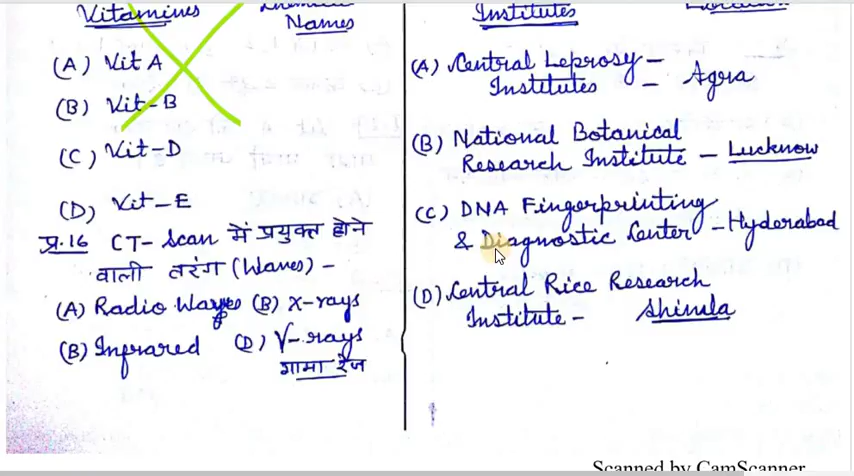 Vitamines
Names
(A) Vit A
(B) Vit-B
(C) Vit-D
(D) Vit-E
प्र.16 CT-Scan में प्रयुक्त होने
वाली तरंग (Waves) -
(A) Radio Wayes (B) X-rays
(B) Infrared (D) γ-rays
गामा रेज
Institutes
(A) Central Leprosy -
Institutes - Agra
(B) National Botanical
Research Institute - Lucknow
(C) DNA Fingerprinting
& Diagnostic Center - Hyderabad
(D) Central Rice Research
Institute - Shimla
Scanned by CamScanner